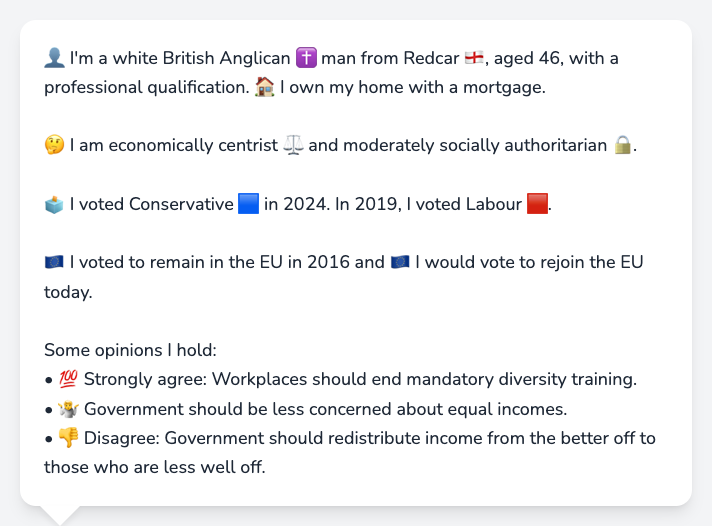 👤 I'm a white British Anglican ✝️ man from Redcar 🏴󠁧󠁢󠁥󠁮󠁧󠁿, aged 46, with a
professional qualification. 🏠 I own my home with a mortgage.
🤔 I am economically centrist ⚖️ and moderately socially authoritarian 🔒.
🗳️ I voted Conservative 🟦 in 2024. In 2019, I voted Labour 🟥.
🇪🇺 I voted to remain in the EU in 2016 and 🇪🇺 I would vote to rejoin the EU
today.
Some opinions I hold:
• 💯 Strongly agree: Workplaces should end mandatory diversity training.
• 🤷 Government should be less concerned about equal incomes.
• 👎 Disagree: Government should redistribute income from the better off to
those who are less well off.